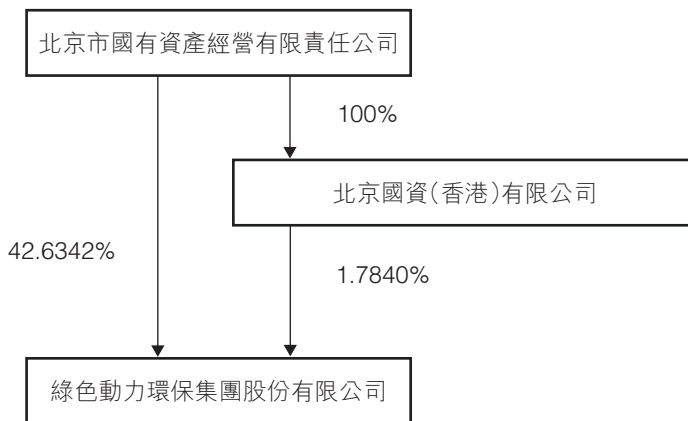 北京市國有資產經營有限責任公司
100%
北京國資(香港)有限公司
42.6342%
1.7840%
綠色動力環保集團股份有限公司